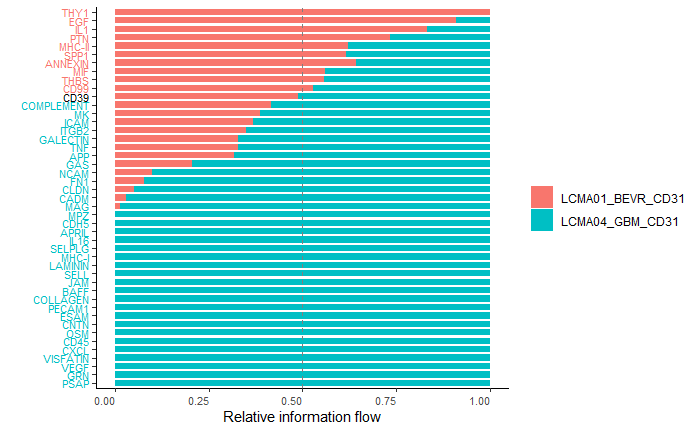 THY1
EGF
IL1
PTN
MHC-II
SPP1
ANNEXIN
MIF
THBS
CD99
CD39
COMPLEMENT
MK
ICAM
ITGB2
GALECTIN
TNF
APP
GAS
NCAM
FN1
CLDN
CADM
MAG
MPZ
CDH5
APRIL
IL16
SELPLG
MHC-I
LAMININ
SELL
JAM
BAFF
COLLAGEN
PECAM1
ESAM
CNTN
OSM
CD45
CXCL
VISFATIN
VEGF
GRN
PSAP
0.00 0.25 0.50 0.75 1.00
Relative information flow
LCMA01_BEVR_CD31
LCMA04_GBM_CD31